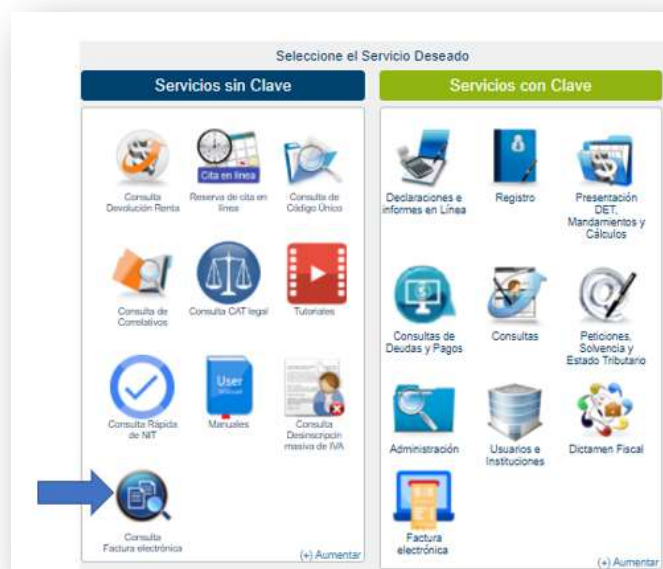 Seleccione el Servicio Deseado
Servicios sin Clave
Consulta
Devolución Renta
Cita en línea
Reserva de cita en
línea
Consulta de
Código Único
Consulta de
Correlativos
Consulta CAT legal
Tutoriales
Consulta Rápida
de NIT
User
Manuales
Consulta
Desinscripción
masiva de IVA
Consulta
Factura electrónica
(+) Aumentar
Servicios con Clave
Declaraciones e
informes en Línea
Registro
Presentación
DET,
Mandamientos y
Cálculos
Consultas de
Deudas y Pagos
Consultas
Peticiones,
Solvencia y
Estado Tributario
Administración
Usuarios e
Instituciones
Dictamen Fiscal
Factura
electrónica
(+) Aumentar